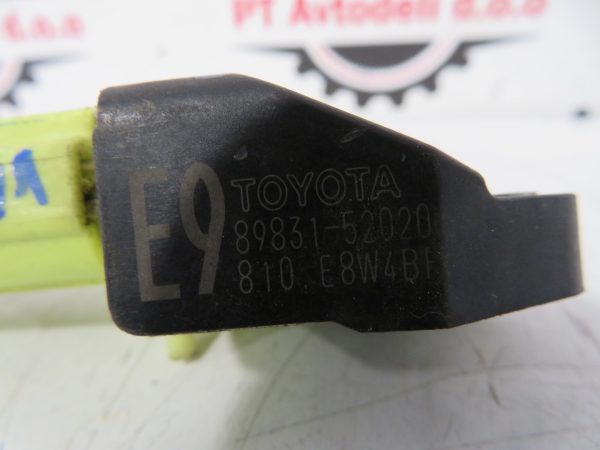 PT Avtodeli d.o.o
E9 TOYOTA
89831-52020
810. E8W4BF